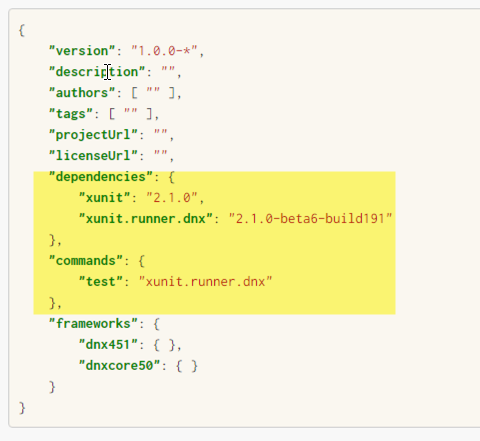 {
    "version": "1.0.0-*",
    "description": "",
    "authors": [ "" ],
    "tags": [ "" ],
    "projectUrl": "",
    "licenseUrl": "",
    "dependencies": {
        "xunit": "2.1.0",
        "xunit.runner.dnx": "2.1.0-beta6-build191"
    },
    "commands": {
        "test": "xunit.runner.dnx"
    },
    "frameworks": {
        "dnx451": { },
        "dnxcore50": { }
    }
}